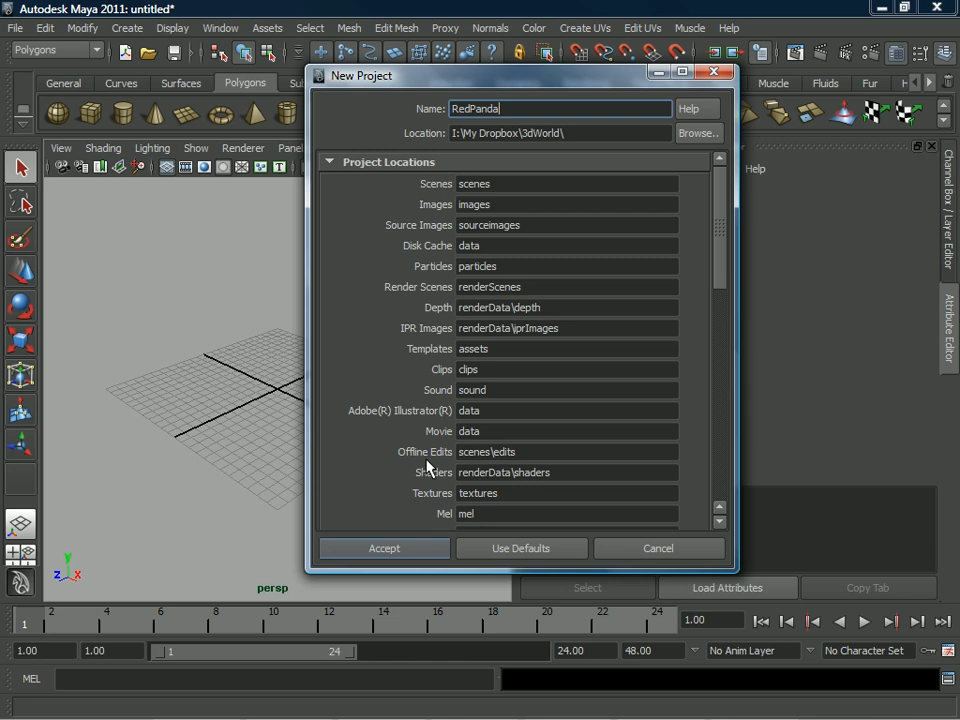 Autodesk Maya 2011: untitled*
File Edit Modify Create Display Window Assets Select Mesh Edit Mesh Proxy Normals Color Create UVs Edit UVs Muscle Help
Polygons
General Curves Surfaces Polygons Muscle Fluids Fur
View Shading Lighting Show Renderer
New Project
Name: RedPanda Help
Location: I:\My Dropbox\3dWorld\ Browse..
Project Locations
Scenes scenes
Images images
Source Images sourceimages
Disk Cache data
Particles particles
Render Scenes renderScenes
Depth renderData\depth
IPR Images renderData\iprImages
Templates assets
Clips clips
Sound sound
Adobe(R) Illustrator(R) data
Movie data
Offline Edits scenes\edits
Shaders renderData\shaders
Textures textures
Mel mel
Accept Use Defaults Cancel
Help
Channel Box / Layer Editor
Attribute Editor
y
z x
persp
Select Load Attributes Copy Tab
1 2 4 6 8 10 12 14 16 18 20 22 24 1.00
1.00 1.00 1 24 24.00 48.00 No Anim Layer No Character Set
MEL